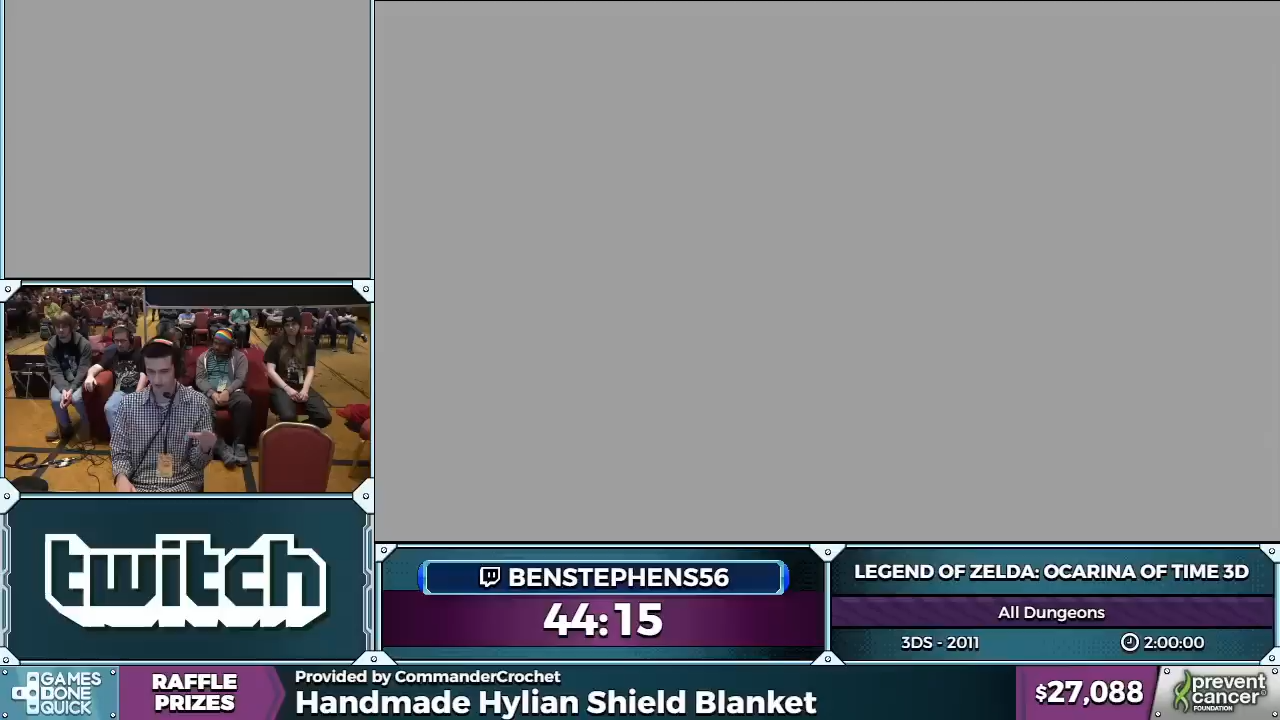 twitch
BENSTEPHENS56
44:15
LEGEND OF ZELDA: OCARINA OF TIME 3D
All Dungeons
3DS - 2011
2:00:00
GAMES
DONE
QUICK
RAFFLE
PRIZES
Provided by CommanderCrochet
Handmade Hylian Shield Blanket
$27,088
prevent
cancer
FOUNDATION